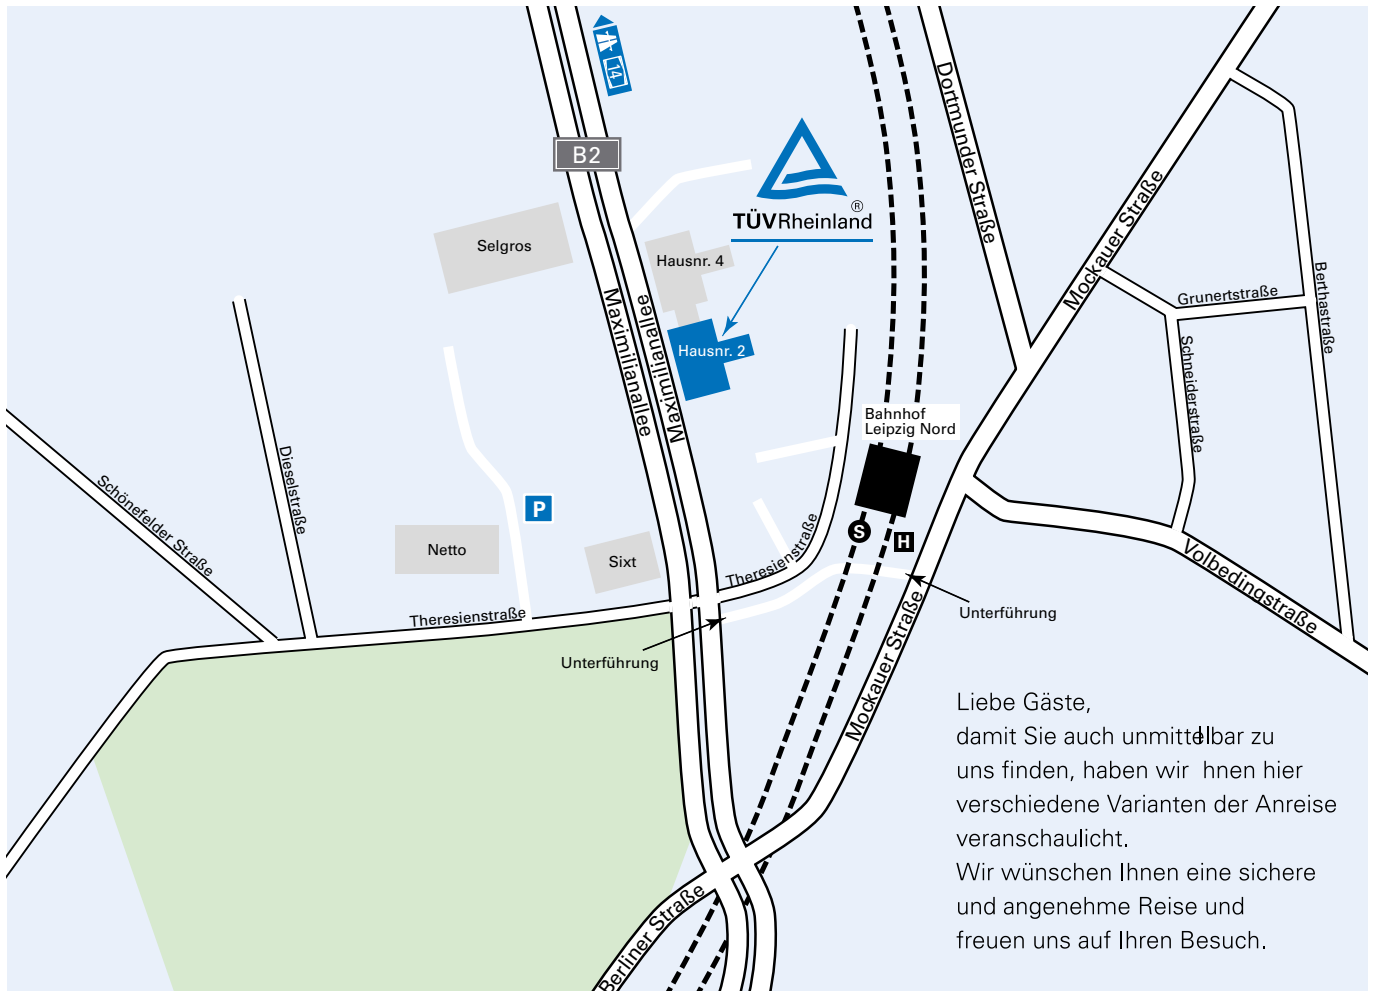 14
B2
TÜVRheinland
®
Selgros
Hausnr. 4
Hausnr. 2
Maximilianallee
Maximilianallee
Dortmunder Straße
Mockauer Straße
Grunertstraße
Berthastraße
Schneiderstraße
Bahnhof
Leipzig Nord
Dieselstraße
Schönefelder Straße
P
Netto
Sixt
S
H
Theresienstraße
Theresienstraße
Volbedingstraße
Unterführung
Unterführung
Mockauer Straße
Berliner Straße
Liebe Gäste,
damit Sie auch unmittelbar zu
uns finden, haben wir hnen hier
verschiedene Varianten der Anreise
veranschaulicht.
Wir wünschen Ihnen eine sichere
und angenehme Reise und
freuen uns auf Ihren Besuch.